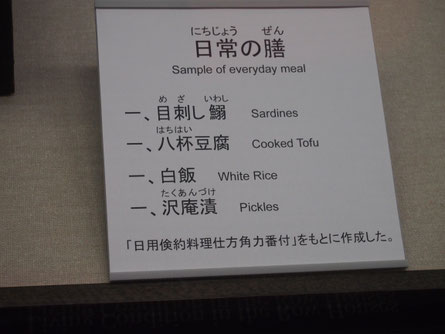 にちじょう ぜん
日常の膳
Sample of everyday meal
めざ いわし
一、目刺し鰯 Sardines
はちはい
一、八杯豆腐 Cooked Tofu
一、白飯 White Rice
たくあんづけ
一、沢庵漬 Pickles
「日用倹約料理仕方角力番付」をもとに作成した。